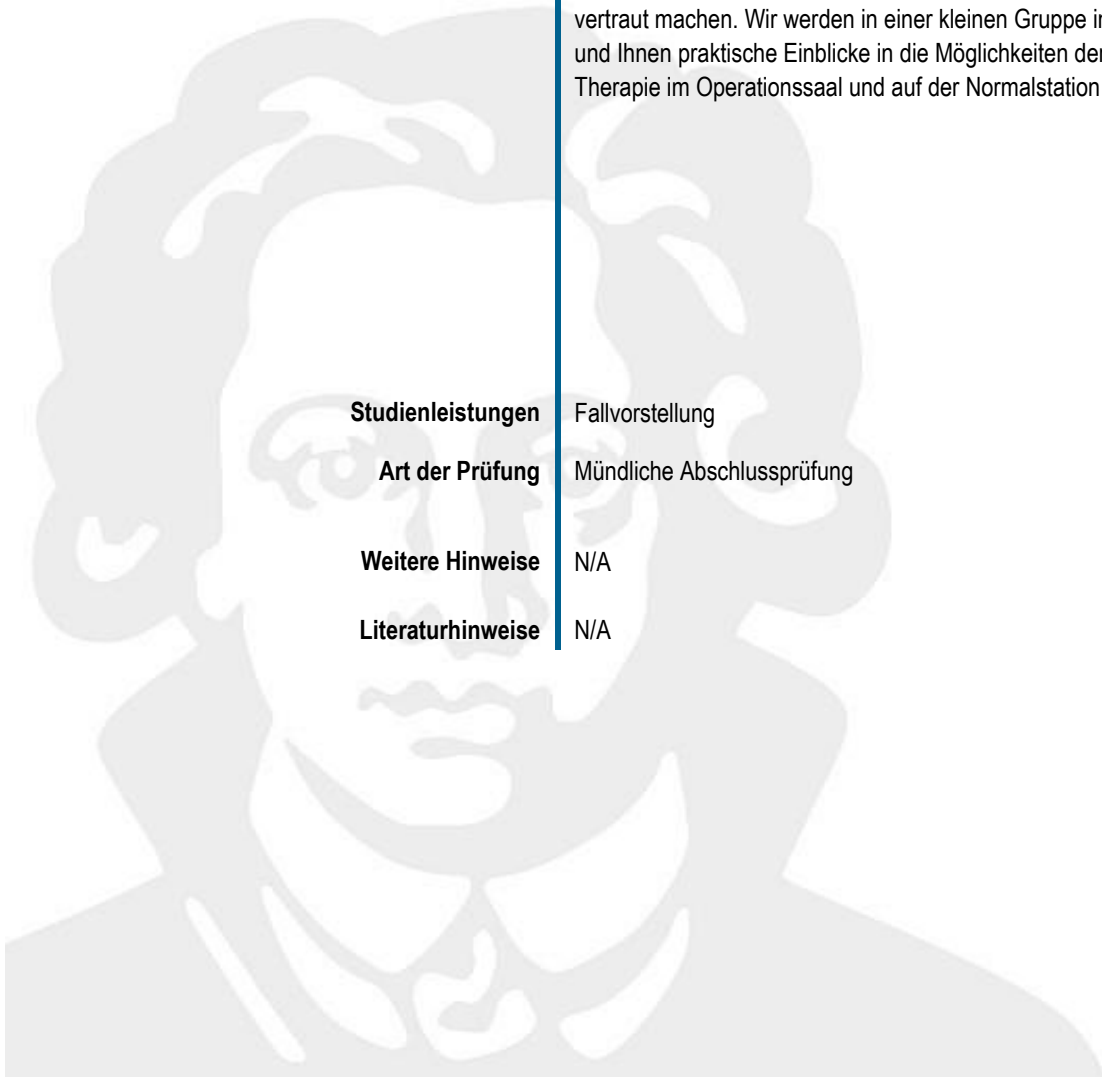 vertraut machen. Wir werden in einer kleinen Gruppe
und Ihnen praktische Einblicke in die Möglichkeiten
Therapie im Operationssaal und auf der Normalstation
Studienleistungen Fallvorstellung
Art der Prüfung Mündliche Abschlussprüfung
Weitere Hinweise N/A
Literaturhinweise N/A